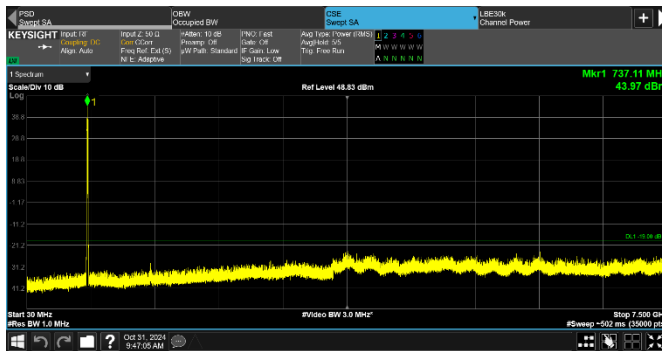 PSD
Swept SA
OBW
Occupied BW
CSE
Swept SA
LBE30k
Channel Power
KEYSIGHT
Input: RF
Coupling: DC
Align: Auto
Input Z: 50 Ω
Corr CCorr
Freq Ref: Ext (S)
NFE: Adaptive
#Atten: 10 dB
Preamp: Off
µW Path: Standard
PNO: Fast
Gate: Off
IF Gain: Low
Sig Track: Off
Avg Type: Power (RMS)
Avg|Hold: 5/5
Trig: Free Run
1 2 3 4 5 6
M W W W W W
A N N N N N
1 Spectrum
Scale/Div 10 dB
Ref Level 48.83 dBm
Mkr1 737.11 MH
43.97 dBr
Log
1
38.8
28.8
18.8
8.83
-1.17
-11.2
-21.2
-31.2
-41.2
Start 30 MHz
#Res BW 1.0 MHz
#Video BW 3.0 MHz*
Stop 7.500 GH
#Sweep ~502 ms (35000 pts
Oct 31, 2024
9:47:05 AM